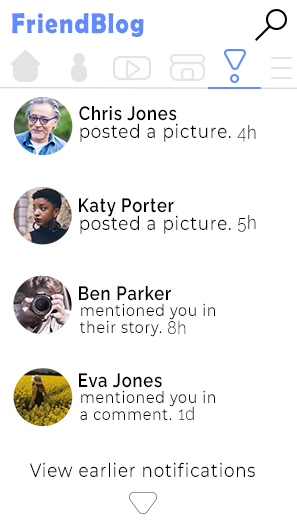 FriendBlog
Chris Jones
posted a picture. 4h
Katy Porter
posted a picture. 5h
Ben Parker
mentioned you in
their story. 8h
Eva Jones
mentioned you in
a comment. 1d
View earlier notifications